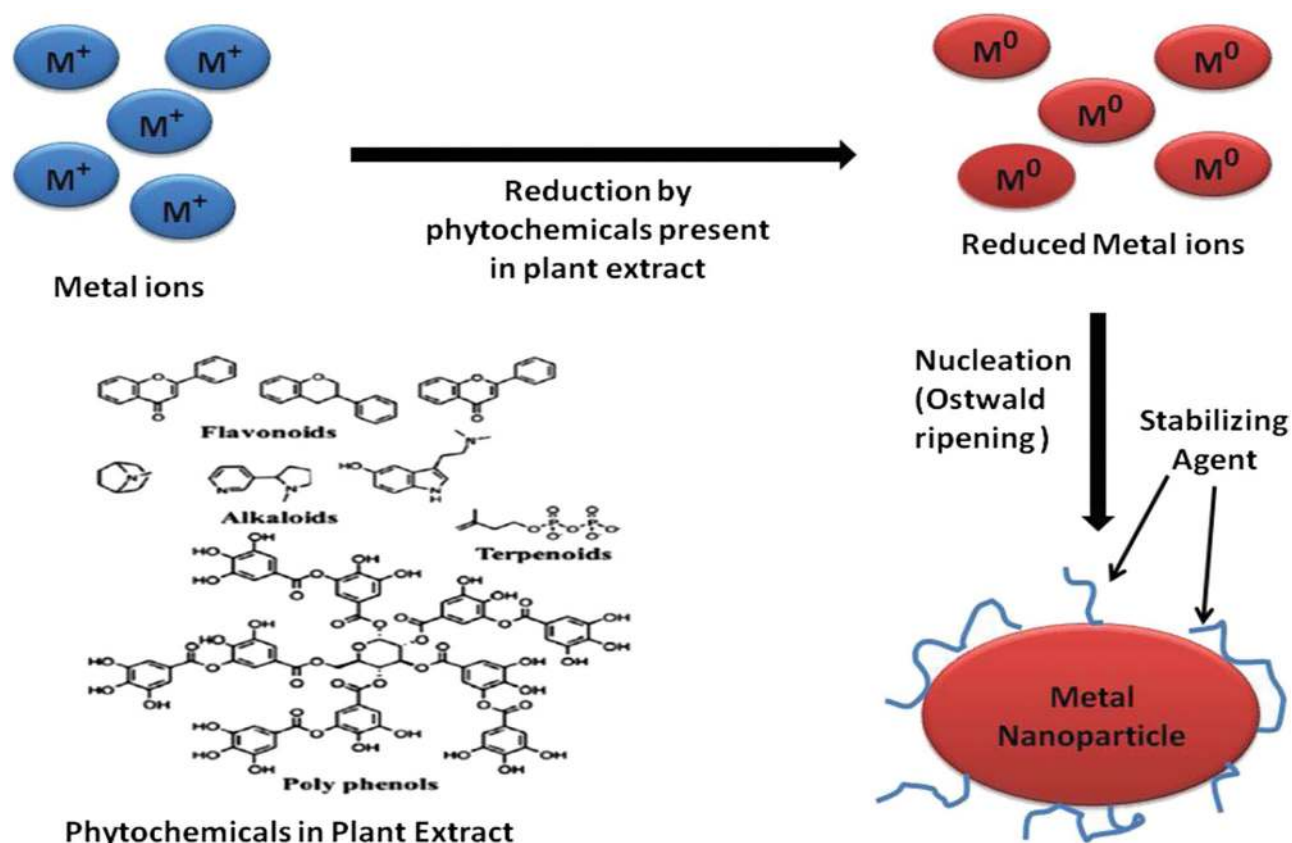 M⁺
M⁺
M⁺
M⁺
M⁺
Metal ions
Reduction by
phytochemicals present
in plant extract
M⁰
M⁰
M⁰
M⁰
M⁰
Reduced Metal ions
Nucleation
(Ostwald
ripening )
Stabilizing
Agent
Metal
Nanoparticle
Flavonoids
Alkaloids
Terpenoids
Poly phenols
Phytochemicals in Plant Extract